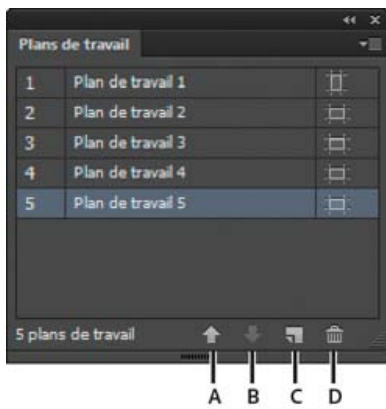 Plans de travail
1 Plan de travail 1
2 Plan de travail 2
3 Plan de travail 3
4 Plan de travail 4
5 Plan de travail 5
5 plans de travail
A B C D